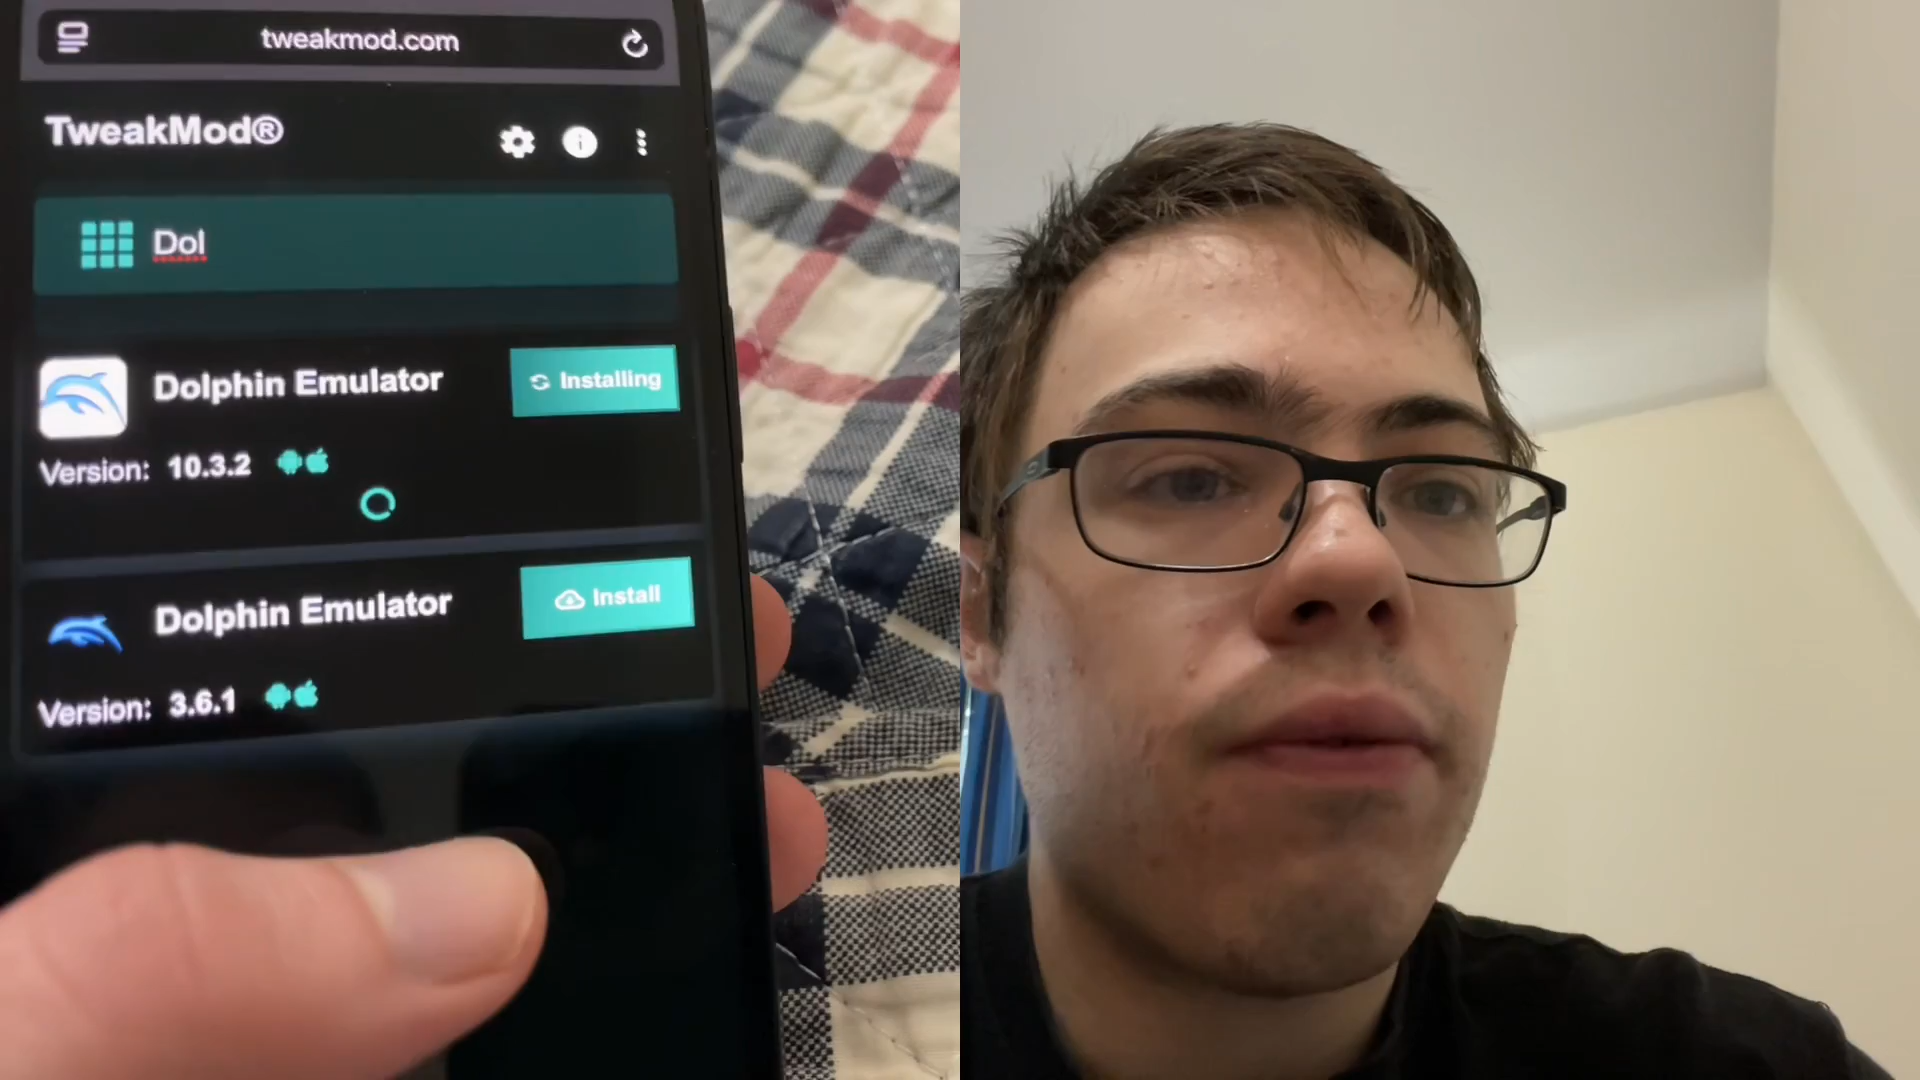 tweakmod.com
TweakMod®
Dol
Dolphin Emulator
Installing
Version: 10.3.2
Dolphin Emulator
Install
Version: 3.6.1